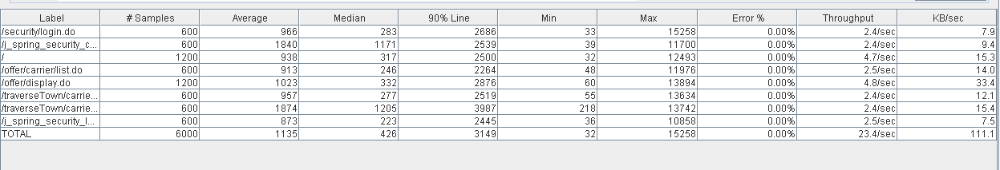 Label # Samples Average Median 90% Line Min Max Error % Throughput KB/sec
/security/login.do 600 966 283 2686 33 15258 0.00% 2.4/sec 7.9
/j_spring_security_c... 600 1840 1171 2539 39 11700 0.00% 2.4/sec 9.4
/ 1200 938 317 2500 32 12493 0.00% 4.7/sec 15.3
/offer/carrier/list.do 600 913 246 2264 48 11976 0.00% 2.5/sec 14.0
/offer/display.do 1200 1023 332 2876 60 13894 0.00% 4.8/sec 33.4
/traverseTown/carrie... 600 957 277 2519 55 13634 0.00% 2.4/sec 12.1
/traverseTown/carrie... 600 1874 1205 3987 218 13742 0.00% 2.4/sec 15.4
/j_spring_security_l... 600 873 223 2445 36 10858 0.00% 2.5/sec 7.5
TOTAL 6000 1135 426 3149 32 15258 0.00% 23.4/sec 111.1